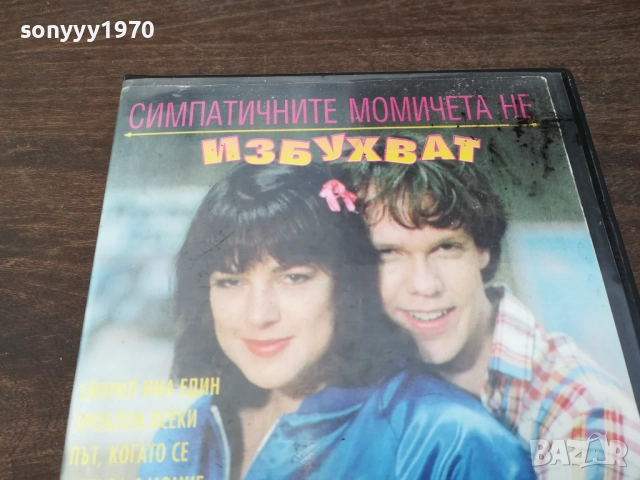 sonyyy1970
СИМПАТИЧНИТЕ МОМИЧЕТА НЕ
ИЗБУХВАТ
ЕЙПРИЛ ИМА ЕДИН
ПРОБЛЕМ ВСЕКИ
ПЪТ, КОГАТО СЕ
BAZAR